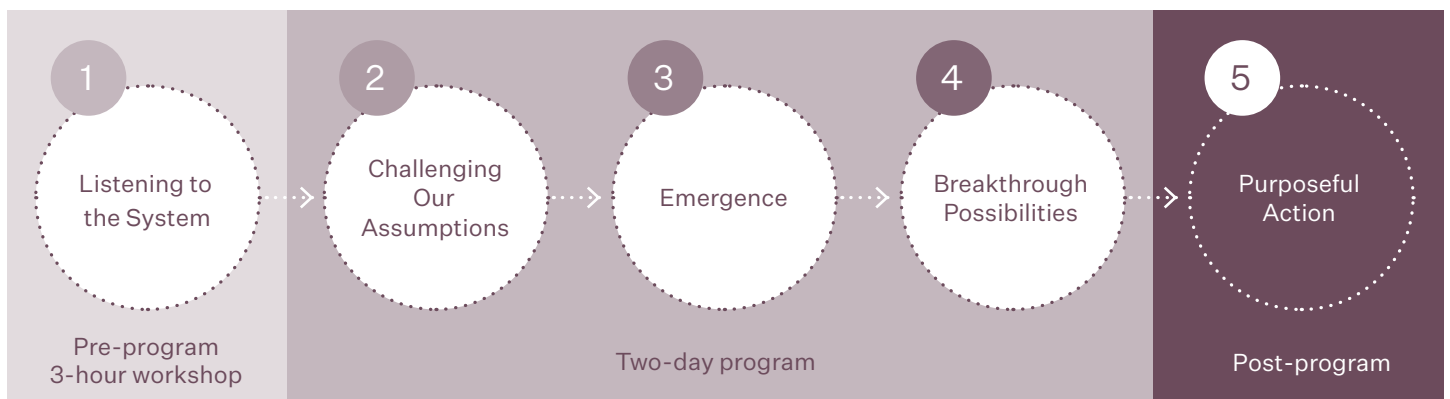 1
Listening to
the System
2
Challenging
Our
Assumptions
3
Emergence
4
Breakthrough
Possibilities
5
Purposeful
Action
Pre-program
3-hour workshop
Two-day program
Post-program